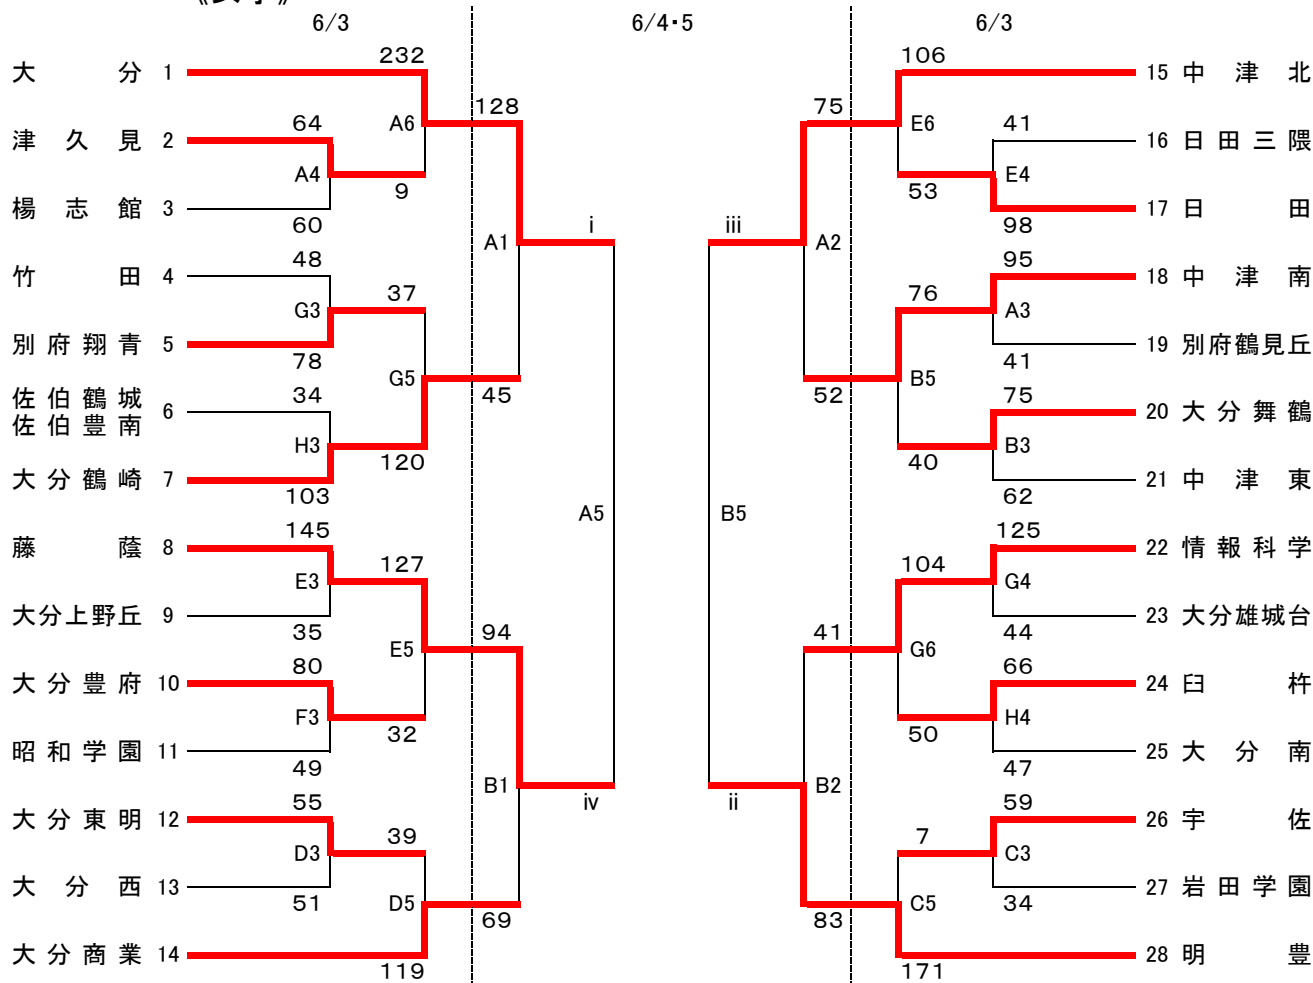 6/3 6/4・5 6/3
大分 1 232
128
A6
津久見 2 64
A4
9
楊志館 3 60
A1
i
竹田 4 48
37
G3
別府翔青 5 78
G5
45
佐伯鶴城
佐伯豊南 6 34
H3
120
大分鶴崎 7 103
A5
藤蔭 8 145
127
E3
大分上野丘 9 35
E5
94
大分豊府 10 80
F3
32
昭和学園 11 49
B1
iv
大分東明 12 55
39
D3
大分西 13 51
D5
69
大分商業 14 119
106 15 中津北
75
E6
41 16 日田三隈
E4
53
98 17 日田
iii
A2
95 18 中津南
76
A3
41 19 別府鶴見丘
B5
52
75 20 大分舞鶴
B3
40
62 21 中津東
B5
125 22 情報科学
104
G4
44 23 大分雄城台
41
G6
66 24 臼杵
H4
50
47 25 大分南
ii
B2
59 26 宇佐
7
C3
34 27 岩田学園
C5
83
171 28 明豊